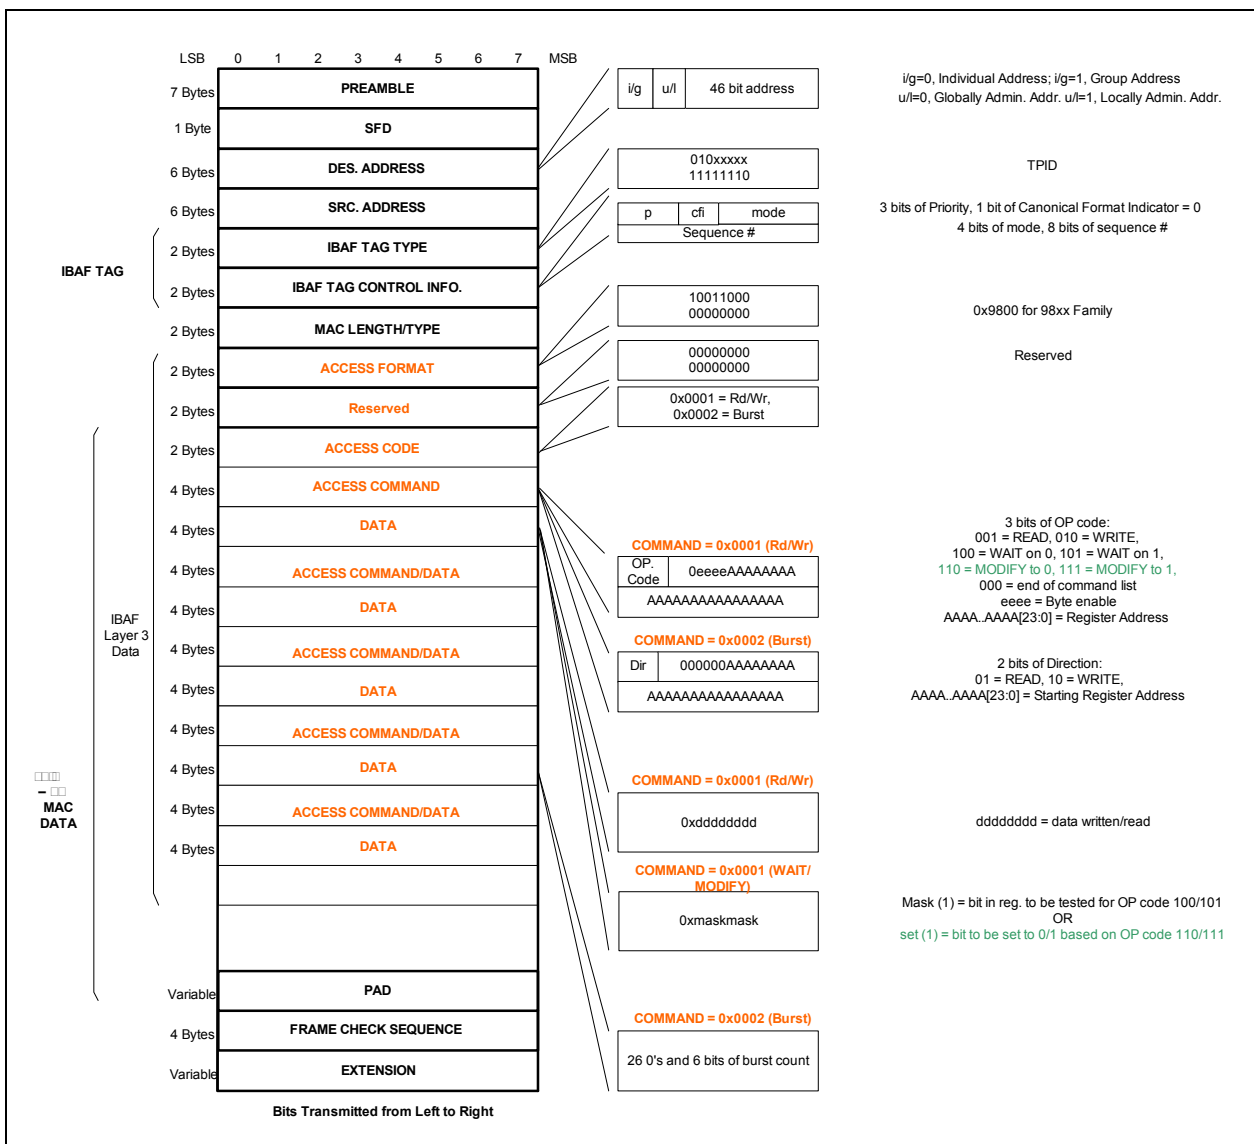 LSB 0 1 2 3 4 5 6 7 MSB
7 Bytes PREAMBLE
1 Byte SFD
6 Bytes DES. ADDRESS
6 Bytes SRC. ADDRESS
IBAF TAG
2 Bytes IBAF TAG TYPE
2 Bytes IBAF TAG CONTROL INFO.
2 Bytes MAC LENGTH/TYPE
2 Bytes ACCESS FORMAT
2 Bytes Reserved
2 Bytes ACCESS CODE
4 Bytes ACCESS COMMAND
4 Bytes DATA
4 Bytes ACCESS COMMAND/DATA
4 Bytes DATA
4 Bytes ACCESS COMMAND/DATA
4 Bytes DATA
4 Bytes ACCESS COMMAND/DATA
4 Bytes DATA
4 Bytes ACCESS COMMAND/DATA
4 Bytes DATA
IBAF
Layer 3
Data
–
MAC
DATA
Variable PAD
4 Bytes FRAME CHECK SEQUENCE
Variable EXTENSION
Bits Transmitted from Left to Right
i/g u/l 46 bit address
i/g=0, Individual Address; i/g=1, Group Address
u/l=0, Globally Admin. Addr. u/l=1, Locally Admin. Addr.
010xxxxx
11111110
TPID
p cfi mode
Sequence #
3 bits of Priority, 1 bit of Canonical Format Indicator = 0
4 bits of mode, 8 bits of sequence #
10011000
00000000
0x9800 for 98xx Family
00000000
00000000
Reserved
0x0001 = Rd/Wr,
0x0002 = Burst
COMMAND = 0x0001 (Rd/Wr)
OP.
Code
0eeeeAAAAAAAA
AAAAAAAAAAAAAAAA
3 bits of OP code:
001 = READ, 010 = WRITE,
100 = WAIT on 0, 101 = WAIT on 1,
110 = MODIFY to 0, 111 = MODIFY to 1,
000 = end of command list
eeee = Byte enable
AAAA..AAAA[23:0] = Register Address
COMMAND = 0x0002 (Burst)
Dir 000000AAAAAAAA
AAAAAAAAAAAAAAAA
2 bits of Direction:
01 = READ, 10 = WRITE,
AAAA..AAAA[23:0] = Starting Register Address
COMMAND = 0x0001 (Rd/Wr)
0xdddddddd
dddddddd = data written/read
COMMAND = 0x0001 (WAIT/
MODIFY)
0xmaskmask
Mask (1) = bit in reg. to be tested for OP code 100/101
OR
set (1) = bit to be set to 0/1 based on OP code 110/111
COMMAND = 0x0002 (Burst)
26 0's and 6 bits of burst count